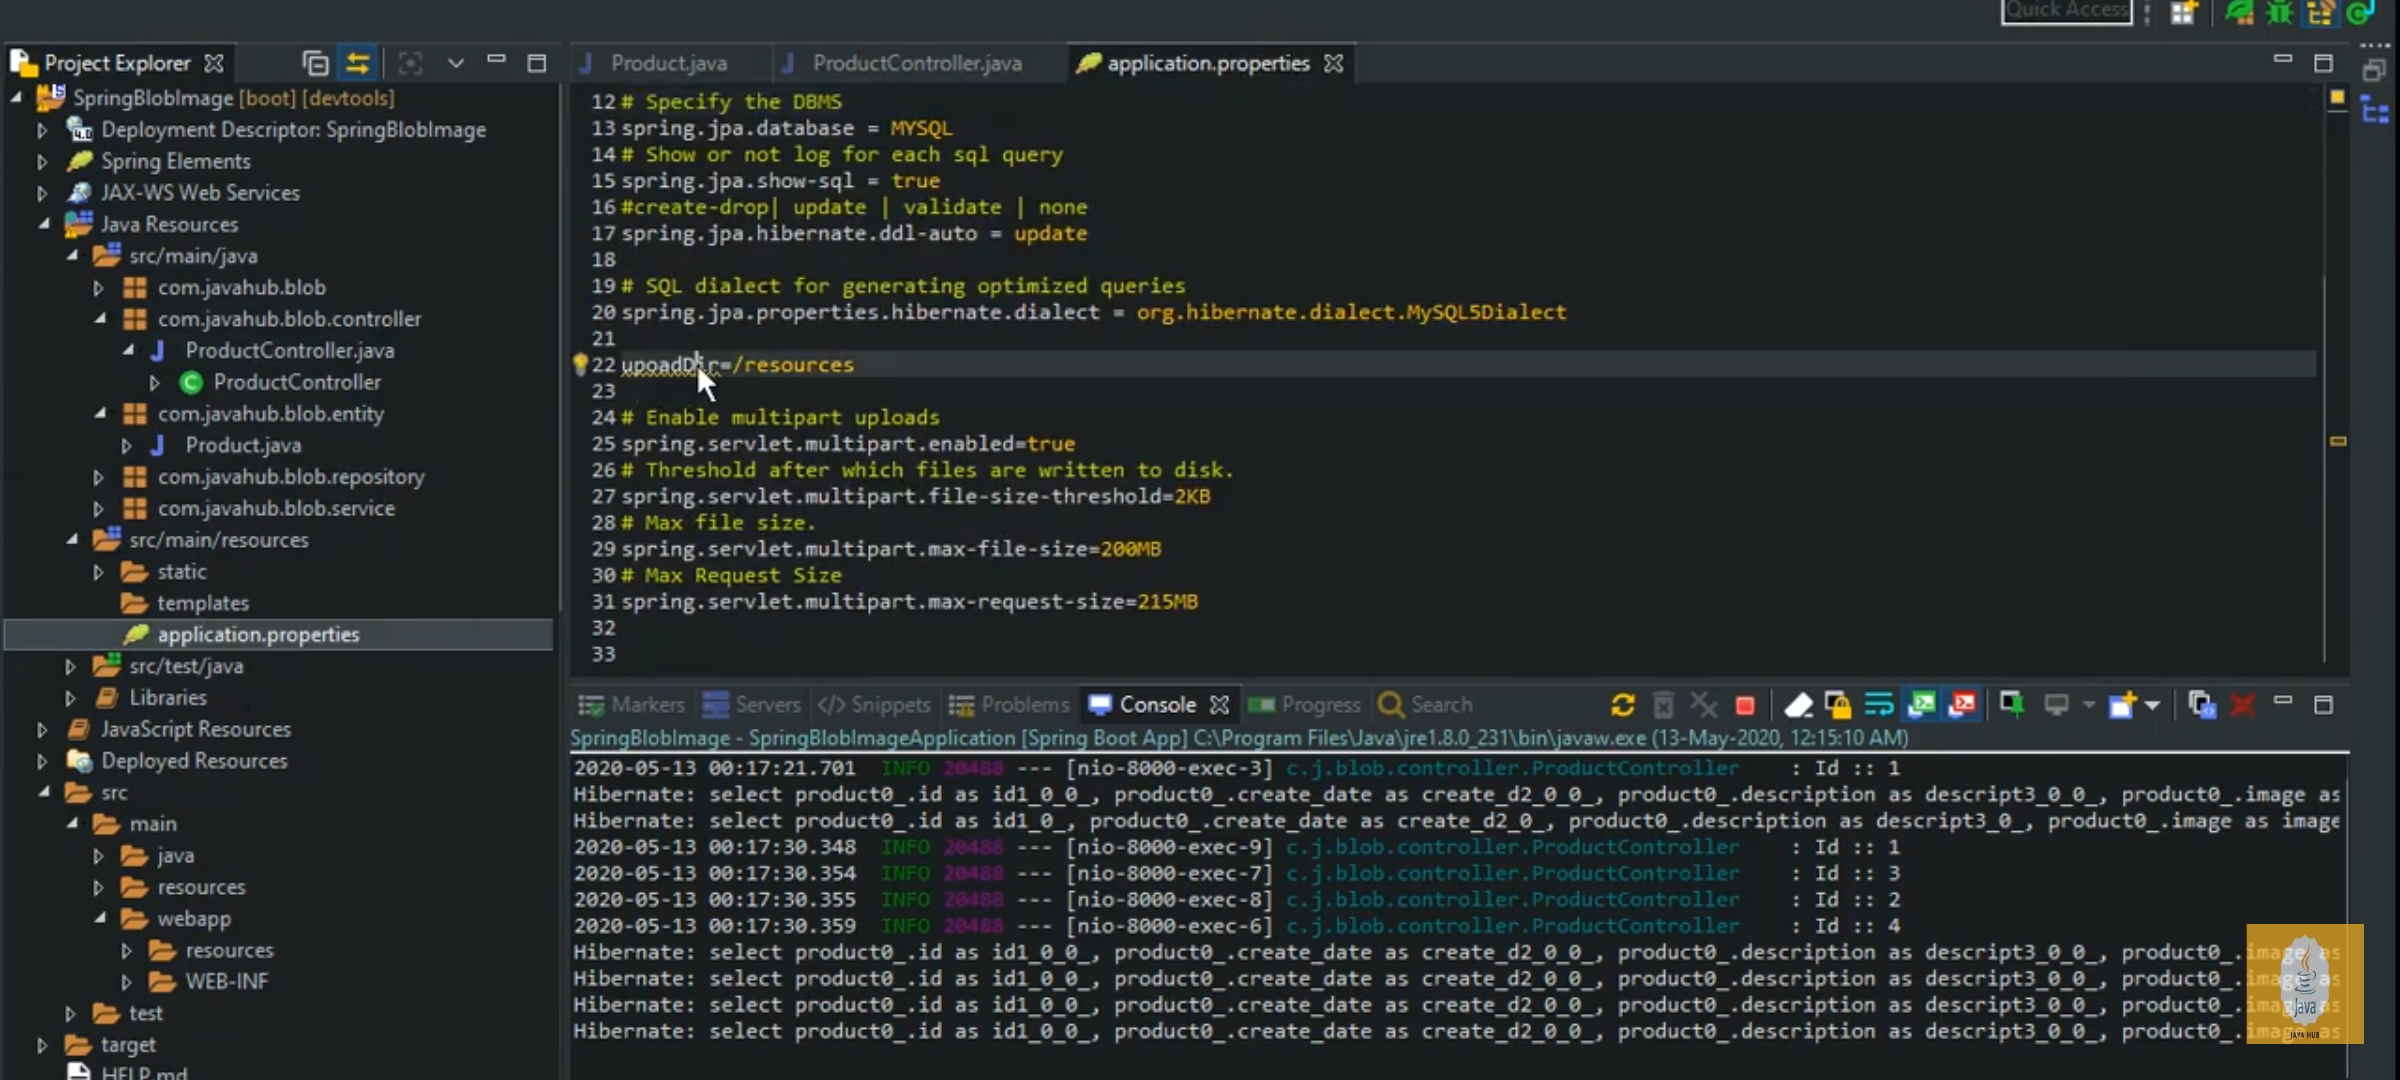 Quick Access
Project Explorer
SpringBlobImage [boot] [devtools]
Deployment Descriptor: SpringBlobImage
Spring Elements
JAX-WS Web Services
Java Resources
src/main/java
com.javahub.blob
com.javahub.blob.controller
ProductController.java
ProductController
com.javahub.blob.entity
Product.java
com.javahub.blob.repository
com.javahub.blob.service
src/main/resources
static
templates
application.properties
src/test/java
Libraries
JavaScript Resources
Deployed Resources
src
main
java
resources
webapp
resources
WEB-INF
test
target
HELP.md
Product.java ProductController.java application.properties
12 # Specify the DBMS
13 spring.jpa.database = MYSQL
14 # Show or not log for each sql query
15 spring.jpa.show-sql = true
16 #create-drop| update | validate | none
17 spring.jpa.hibernate.ddl-auto = update
18
19 # SQL dialect for generating optimized queries
20 spring.jpa.properties.hibernate.dialect = org.hibernate.dialect.MySQL5Dialect
21
22 upoadDir=/resources
23
24 # Enable multipart uploads
25 spring.servlet.multipart.enabled=true
26 # Threshold after which files are written to disk.
27 spring.servlet.multipart.file-size-threshold=2KB
28 # Max file size.
29 spring.servlet.multipart.max-file-size=200MB
30 # Max Request Size
31 spring.servlet.multipart.max-request-size=215MB
32
33
Markers Servers Snippets Problems Console Progress Search
SpringBlobImage - SpringBlobImageApplication [Spring Boot App] C:\Program Files\Java\jre1.8.0_231\bin\javaw.exe (13-May-2020, 12:15:10 AM)
2020-05-13 00:17:21.701 INFO 20488 --- [nio-8000-exec-3] c.j.blob.controller.ProductController : Id :: 1
Hibernate: select product0_.id as id1_0_0_, product0_.create_date as create_d2_0_0_, product0_.description as descript3_0_0_, product0_.image as
Hibernate: select product0_.id as id1_0_, product0_.create_date as create_d2_0_, product0_.description as descript3_0_, product0_.image as image
2020-05-13 00:17:30.348 INFO 20488 --- [nio-8000-exec-9] c.j.blob.controller.ProductController : Id :: 1
2020-05-13 00:17:30.354 INFO 20488 --- [nio-8000-exec-7] c.j.blob.controller.ProductController : Id :: 3
2020-05-13 00:17:30.355 INFO 20488 --- [nio-8000-exec-8] c.j.blob.controller.ProductController : Id :: 2
2020-05-13 00:17:30.359 INFO 20488 --- [nio-8000-exec-6] c.j.blob.controller.ProductController : Id :: 4
Hibernate: select product0_.id as id1_0_0_, product0_.create_date as create_d2_0_0_, product0_.description as descript3_0_0_, product0_.image as
Hibernate: select product0_.id as id1_0_0_, product0_.create_date as create_d2_0_0_, product0_.description as descript3_0_0_, product0_.image as
Hibernate: select product0_.id as id1_0_0_, product0_.create_date as create_d2_0_0_, product0_.description as descript3_0_0_, product0_.image as
Hibernate: select product0_.id as id1_0_0_, product0_.create_date as create_d2_0_0_, product0_.description as descript3_0_0_, product0_.image as
Java
JAVA HUB